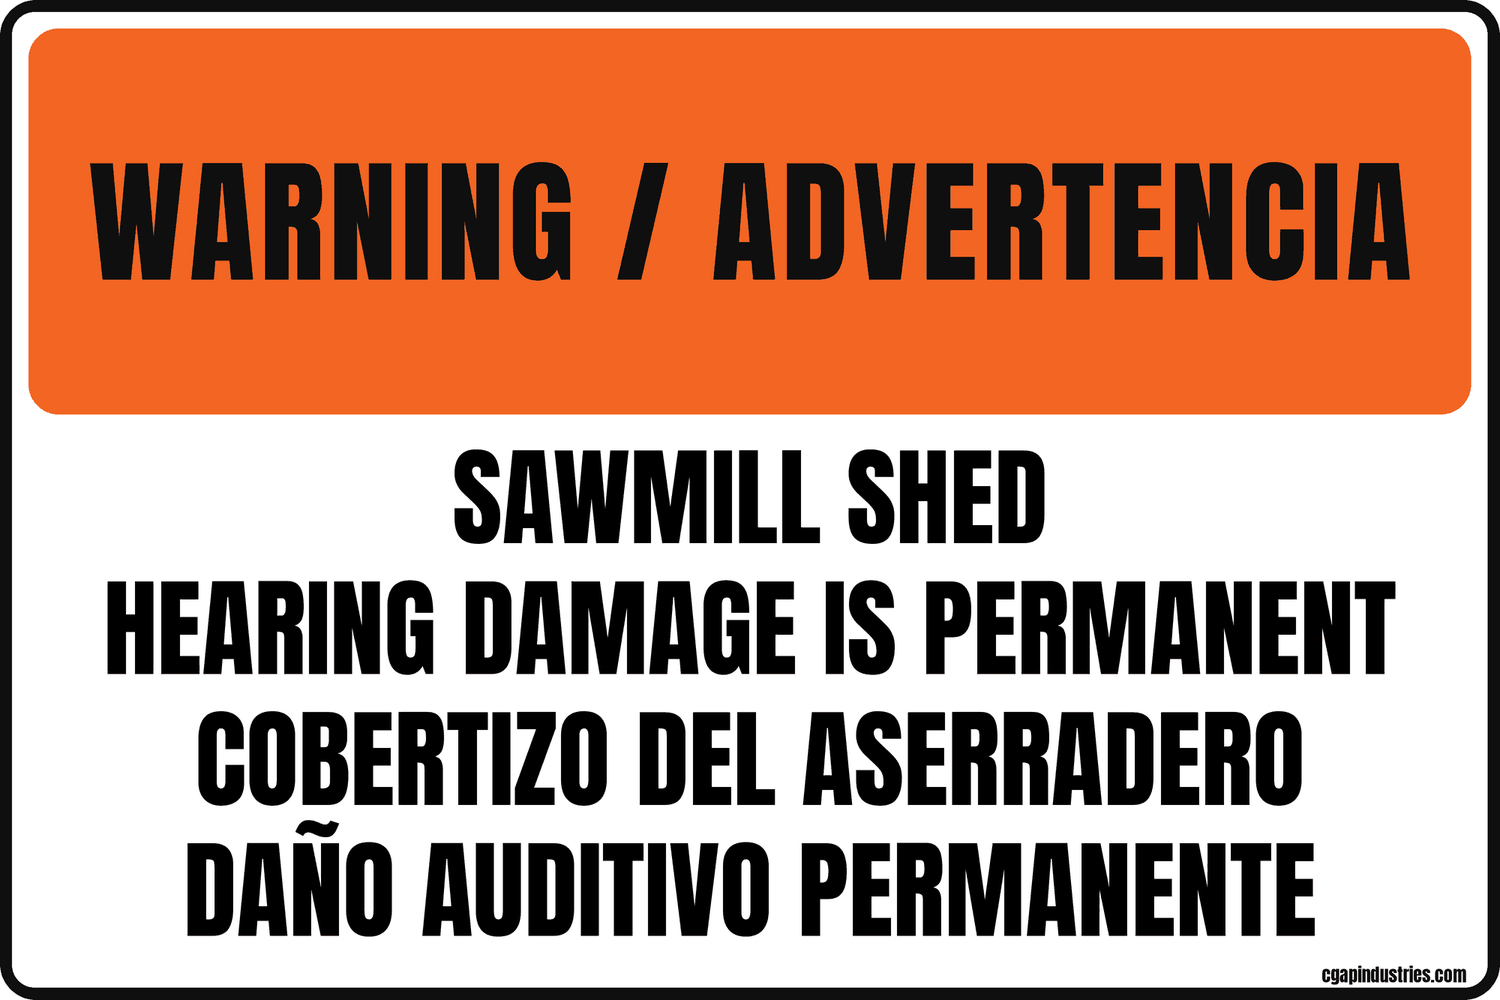 WARNING / ADVERTENCIA
SAWMILL SHED
HEARING DAMAGE IS PERMANENT
COBERTIZO DEL ASERRADERO
DAÑO AUDITIVO PERMANENTE
cgapindustries.com